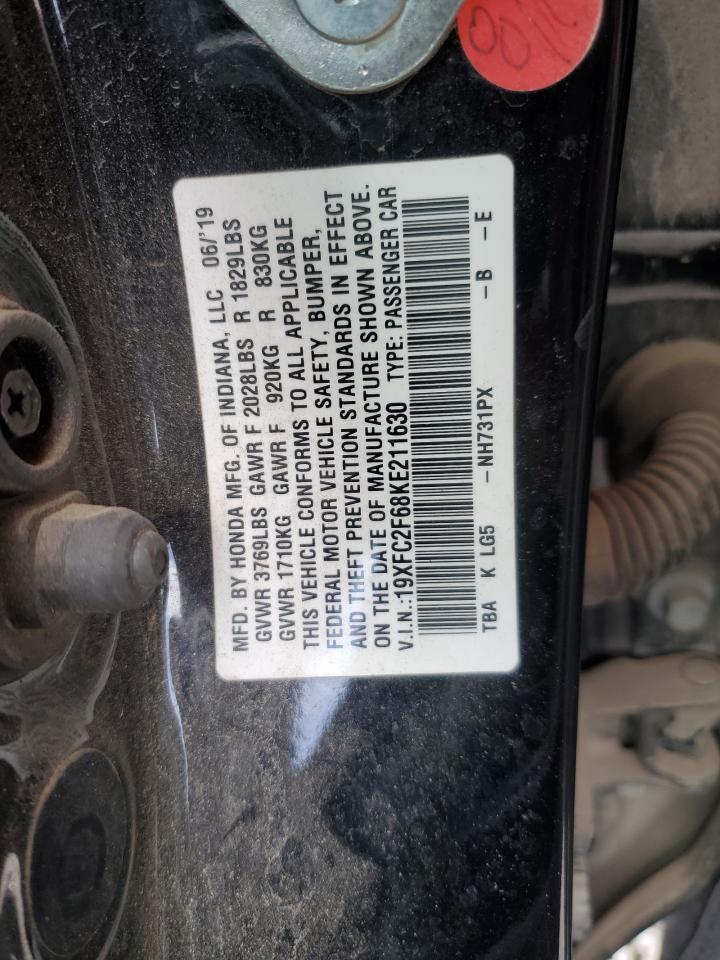 MFD. BY HONDA MFG. OF INDIANA, LLC 06/'19
GVWR 3769LBS GAWR F 2028LBS R 1829LBS
GVWR 1710KG GAWR F 920KG R 830KG
THIS VEHICLE CONFORMS TO ALL APPLICABLE
FEDERAL MOTOR VEHICLE SAFETY, BUMPER,
AND THEFT PREVENTION STANDARDS IN EFFECT
ON THE DATE OF MANUFACTURE SHOWN ABOVE.
V.I.N.:19XFC2F68KE211630 TYPE: PASSENGER CAR
TBA K LG5 -NH731PX -B -E